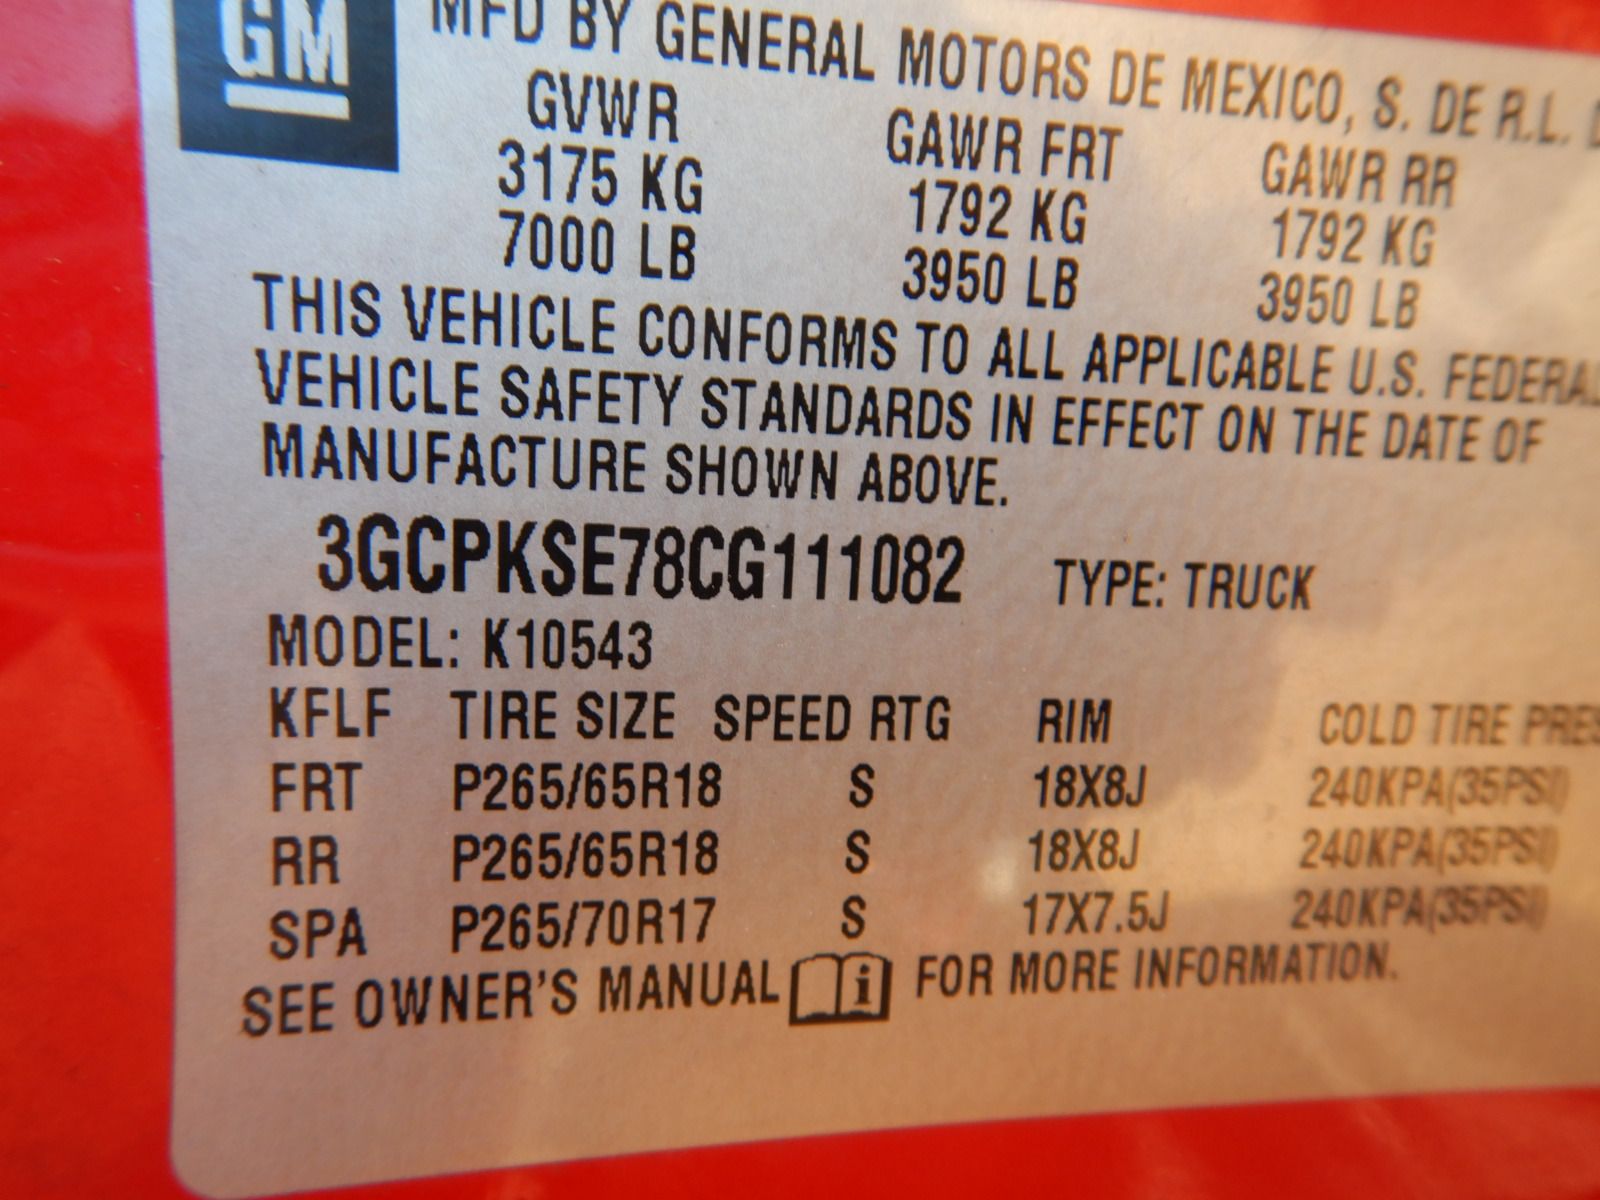 GM
MFD BY GENERAL MOTORS DE MEXICO, S. DE R.L.
GVWR GAWR FRT GAWR RR
3175 KG 1792 KG 1792 KG
7000 LB 3950 LB 3950 LB
THIS VEHICLE CONFORMS TO ALL APPLICABLE U.S. FEDERAL
VEHICLE SAFETY STANDARDS IN EFFECT ON THE DATE OF
MANUFACTURE SHOWN ABOVE.
3GCPKSE78CG111082 TYPE: TRUCK
MODEL: K10543
KFLF TIRE SIZE SPEED RTG RIM COLD TIRE PRES
FRT P265/65R18 S 18X8J 240KPA(35PSI)
RR P265/65R18 S 18X8J 240KPA(35PSI)
SPA P265/70R17 S 17X7.5J 240KPA(35PSI)
SEE OWNER'S MANUAL i FOR MORE INFORMATION.